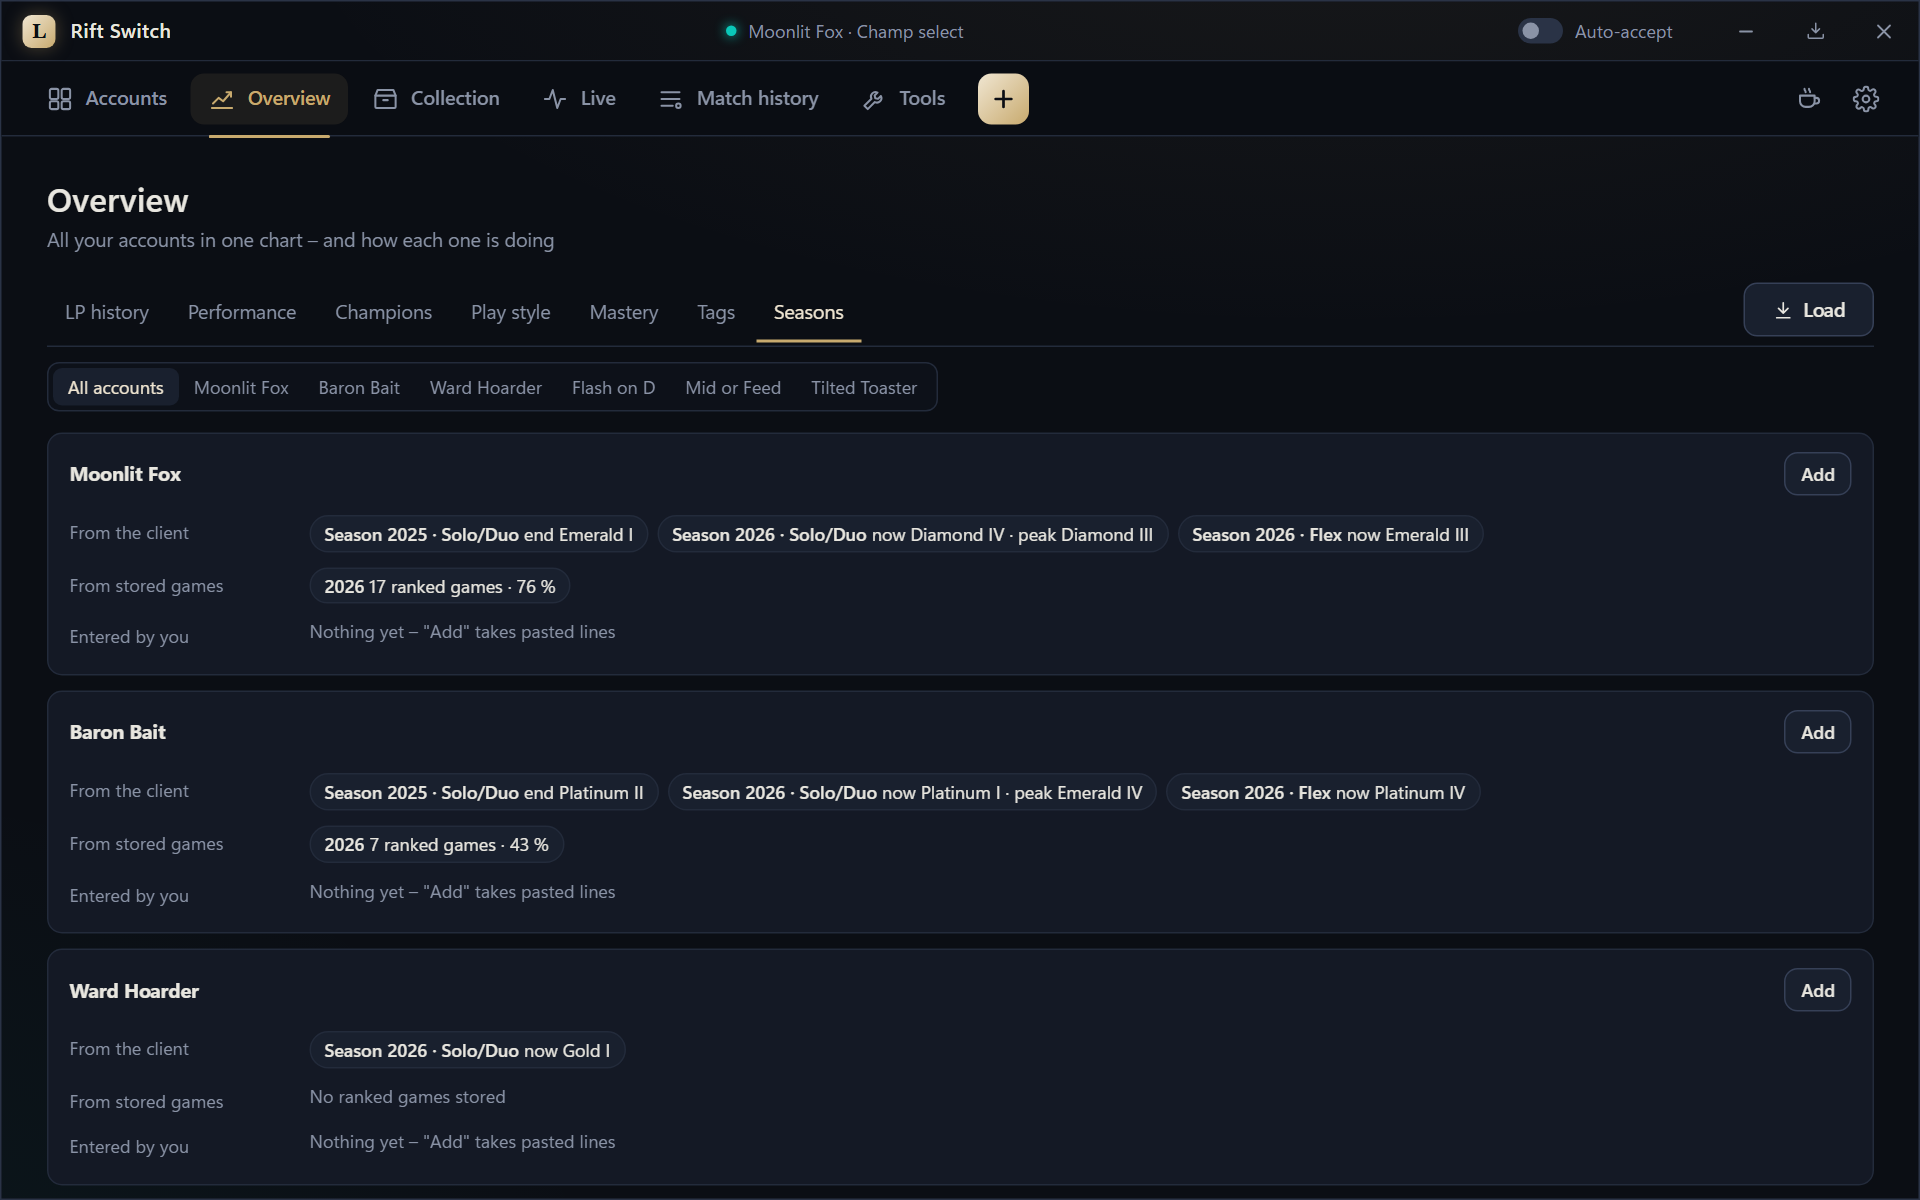 L Rift Switch
Moonlit Fox · Champ select
Auto-accept
Accounts
Overview
Collection
Live
Match history
Tools
Overview
All your accounts in one chart – and how each one is doing
LP history
Performance
Champions
Play style
Mastery
Tags
Seasons
Load
All accounts
Moonlit Fox
Baron Bait
Ward Hoarder
Flash on D
Mid or Feed
Tilted Toaster
Moonlit Fox
Add
From the client
Season 2025 · Solo/Duo end Emerald I
Season 2026 · Solo/Duo now Diamond IV · peak Diamond III
Season 2026 · Flex now Emerald III
From stored games
2026 17 ranked games · 76 %
Entered by you
Nothing yet – "Add" takes pasted lines
Baron Bait
Add
From the client
Season 2025 · Solo/Duo end Platinum II
Season 2026 · Solo/Duo now Platinum I · peak Emerald IV
Season 2026 · Flex now Platinum IV
From stored games
2026 7 ranked games · 43 %
Entered by you
Nothing yet – "Add" takes pasted lines
Ward Hoarder
Add
From the client
Season 2026 · Solo/Duo now Gold I
From stored games
No ranked games stored
Entered by you
Nothing yet – "Add" takes pasted lines